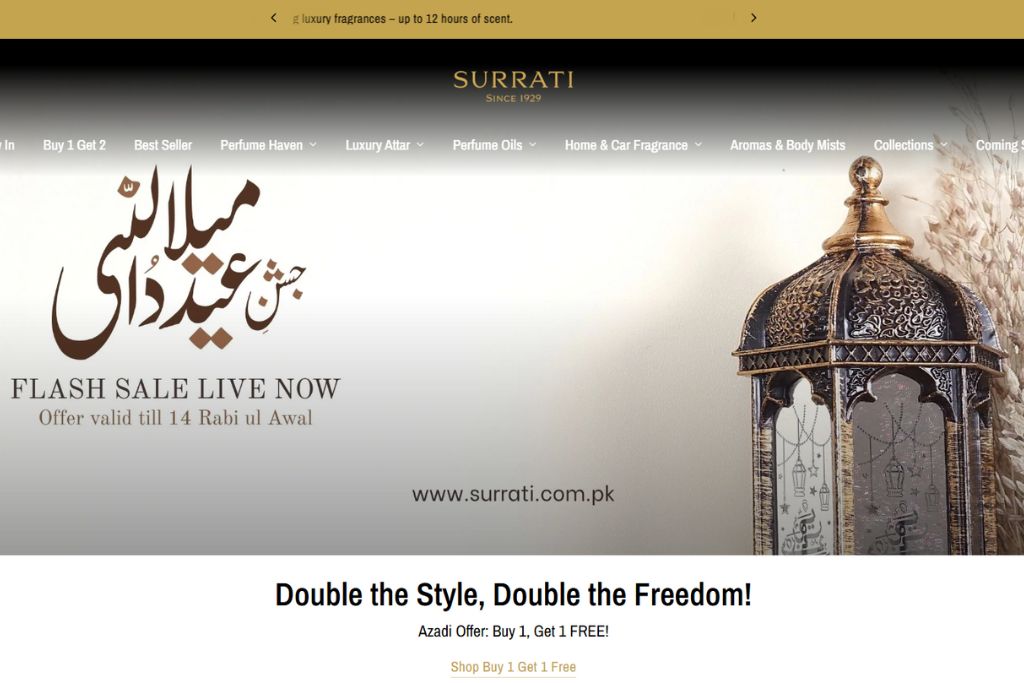 luxury fragrances – up to 12 hours of scent.
SURRATI
SINCE 1929
In Buy 1 Get 2 Best Seller Perfume Haven Luxury Attar Perfume Oils Home & Car Fragrance Aromas & Body Mists Collections Coming
جشن
عید میلاد النبی
FLASH SALE LIVE NOW
Offer valid till 14 Rabi ul Awal
www.surrati.com.pk
Double the Style, Double the Freedom!
Azadi Offer: Buy 1, Get 1 FREE!
Shop Buy 1 Get 1 Free